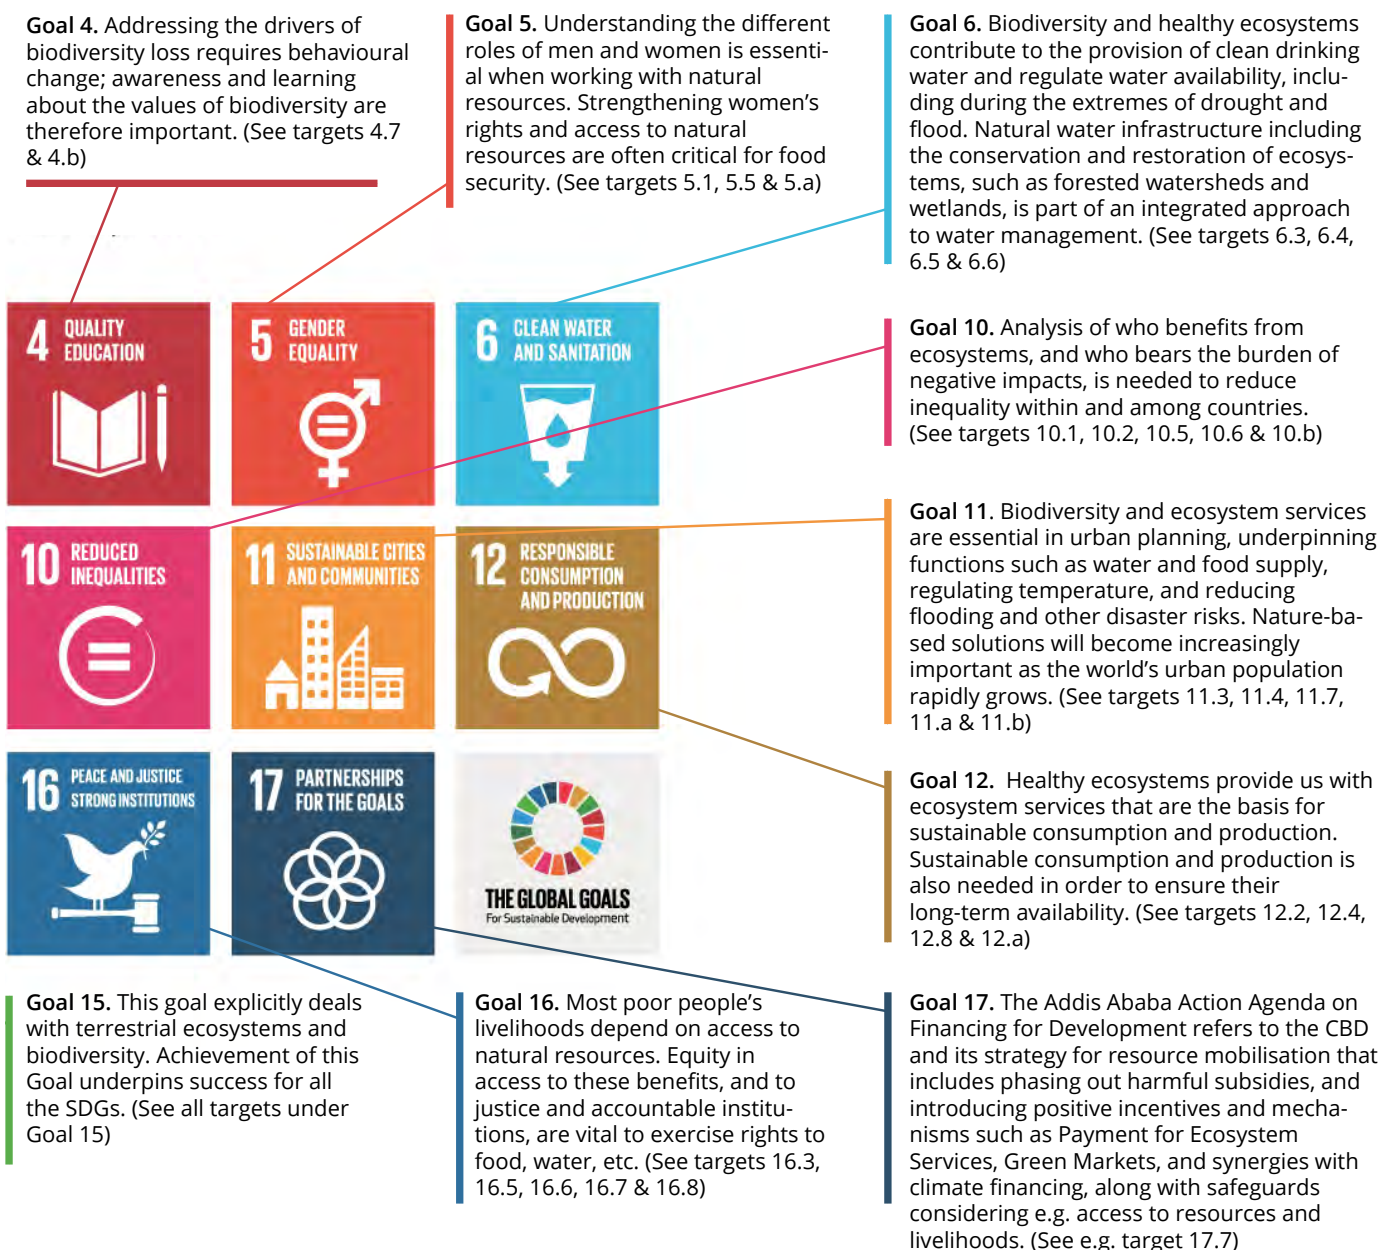 Goal 4. Addressing the drivers of
biodiversity loss requires behavioural
change; awareness and learning
about the values of biodiversity are
therefore important. (See targets 4.7
& 4.b)
Goal 5. Understanding the different
roles of men and women is essenti-
al when working with natural
resources. Strengthening women’s
rights and access to natural
resources are often critical for food
security. (See targets 5.1, 5.5 & 5.a)
Goal 6. Biodiversity and healthy ecosystems
contribute to the provision of clean drinking
water and regulate water availability, inclu-
ding during the extremes of drought and
flood. Natural water infrastructure including
the conservation and restoration of ecosys-
tems, such as forested watersheds and
wetlands, is part of an integrated approach
to water management. (See targets 6.3, 6.4,
6.5 & 6.6)
4 QUALITY
EDUCATION
5 GENDER
EQUALITY
6 CLEAN WATER
AND SANITATION
Goal 10. Analysis of who benefits from
ecosystems, and who bears the burden of
negative impacts, is needed to reduce
inequality within and among countries.
(See targets 10.1, 10.2, 10.5, 10.6 & 10.b)
10 REDUCED
INEQUALITIES
11 SUSTAINABLE CITIES
AND COMMUNITIES
12 RESPONSIBLE
CONSUMPTION
AND PRODUCTION
Goal 11. Biodiversity and ecosystem services
are essential in urban planning, underpinning
functions such as water and food supply,
regulating temperature, and reducing
flooding and other disaster risks. Nature-ba-
sed solutions will become increasingly
important as the world’s urban population
rapidly grows. (See targets 11.3, 11.4, 11.7,
11.a & 11.b)
16 PEACE AND JUSTICE
STRONG INSTITUTIONS
17 PARTNERSHIPS
FOR THE GOALS
THE GLOBAL GOALS
For Sustainable Development
Goal 12.  Healthy ecosystems provide us with
ecosystem services that are the basis for
sustainable consumption and production.
Sustainable consumption and production is
also needed in order to ensure their
long-term availability. (See targets 12.2, 12.4,
12.8 & 12.a)
Goal 15. This goal explicitly deals
with terrestrial ecosystems and
biodiversity. Achievement of this
Goal underpins success for all
the SDGs. (See all targets under
Goal 15)
Goal 16. Most poor people’s
livelihoods depend on access to
natural resources. Equity in
access to these benefits, and to
justice and accountable institu-
tions, are vital to exercise rights to
food, water, etc. (See targets 16.3,
16.5, 16.6, 16.7 & 16.8)
Goal 17. The Addis Ababa Action Agenda on
Financing for Development refers to the CBD
and its strategy for resource mobilisation that
includes phasing out harmful subsidies, and
introducing positive incentives and mecha-
nisms such as Payment for Ecosystem
Services, Green Markets, and synergies with
climate financing, along with safeguards
considering e.g. access to resources and
livelihoods. (See e.g. target 17.7)